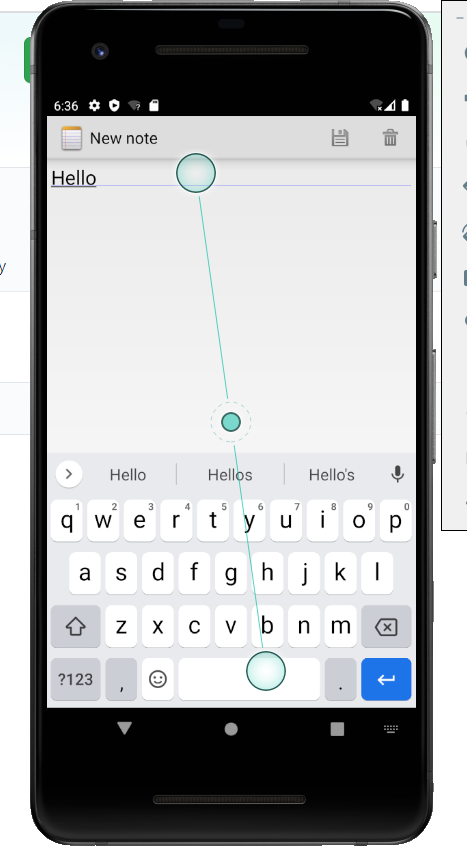 6:36
New note
Hello
y
Hello Hellos Hello's
q1 w2 e3 r4 t5 y6 u7 i8 o9 p0
a s d f g h j k l
z x c v b n m
?123 , .